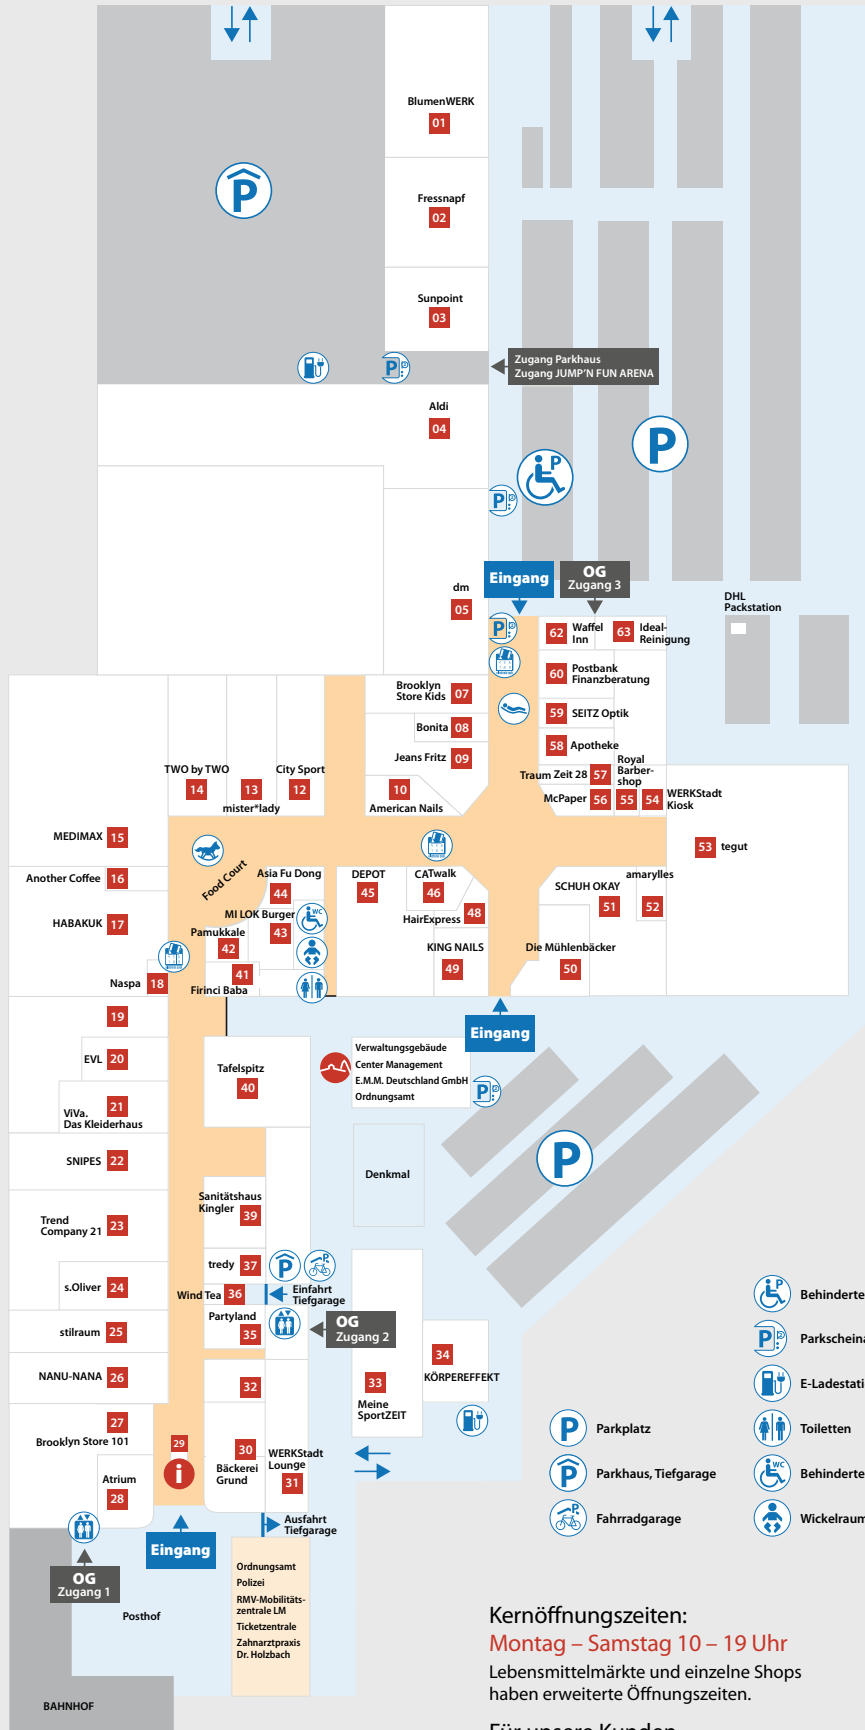 BlumenWERK
01
Fressnapf
02
Sunpoint
03
P
P
Zugang Parkhaus
Zugang JUMP'N FUN ARENA
Aldi
04
P
P
P
dm
05
Eingang
OG
Zugang 3
DHL
Packstation
P
62
Waffel
Inn
63
Ideal-
Reinigung
60
Postbank
Finanzberatung
Brooklyn
Store Kids
07
59
SEITZ Optik
Bonita
08
58
Apotheke
Jeans Fritz
09
Traum Zeit 28
57
Royal
Barber-
shop
TWO by TWO
14
13
mister*lady
City Sport
12
10
American Nails
McPaper
56
55
54
WERKStadt
Kiosk
MEDIMAX
15
53
tegut
Another Coffee
16
Food Court
Asia Fu Dong
44
DEPOT
45
CATwalk
46
SCHUH OKAY
51
amarylles
52
HABAKUK
17
MI LOK Burger
43
WC
HairExpress
48
Pamukkale
42
KING NAILS
49
Die Mühlenbäcker
50
Naspa
18
41
Firinci Baba
19
Eingang
EVL
20
Tafelspitz
40
Verwaltungsgebäude
Center Management
E.M.M. Deutschland GmbH
Ordnungsamt
P
21
ViVa.
Das Kleiderhaus
SNIPES
22
P
Denkmal
Sanitätshaus
Kingler
39
Trend
Company 21
23
tredy
37
P
P
s.Oliver
24
Wind Tea
36
Einfahrt
Tiefgarage
Partyland
35
OG
Zugang 2
stilraum
25
34
KÖRPEREFFEKT
NANU-NANA
26
32
33
Meine
SportZEIT
27
Brooklyn Store 101
29
i
30
Bäckerei
Grund
WERKStadt
Lounge
31
Atrium
28
Ausfahrt
Tiefgarage
Eingang
OG
Zugang 1
Posthof
Ordnungsamt
Polizei
RMV-Mobilitäts-
zentrale LM
Ticketzentrale
Zahnarztpraxis
Dr. Holzbach
BAHNHOF
P
Behinderte
P
Parkscheina
E-Ladestati
P
Parkplatz
Toiletten
P
Parkhaus, Tiefgarage
WC
Behinderte
P
Fahrradgarage
Wickelraum
Kernöffnungszeiten:
Montag – Samstag 10 – 19 Uhr
Lebensmittelmärkte und einzelne Shops
haben erweiterte Öffnungszeiten.
Für unsere Kunden